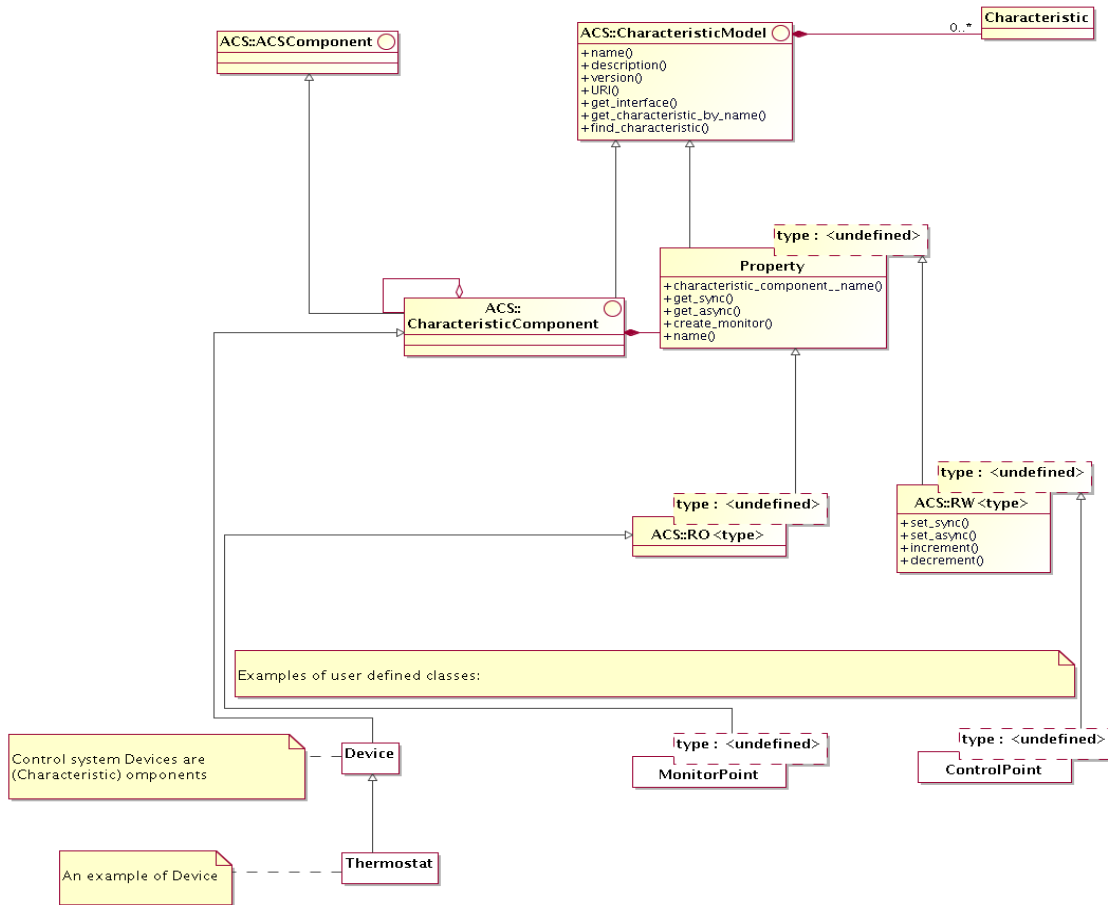 ACS::ACSComponent
ACS::CharacteristicModel
+name()
+description()
+version()
+URI()
+get_interface()
+get_characteristic_by_name()
+find_characteristic()
0..*
Characteristic
type : <undefined>
Property
+characteristic_component__name()
+get_sync()
+get_async()
+create_monitor()
+name()
ACS::
CharacteristicComponent
type : <undefined>
ACS::RO<type>
type : <undefined>
ACS::RW<type>
+set_sync()
+set_async()
+increment()
+decrement()
Examples of user defined classes:
Control system Devices are
(Characteristic) omponents
Device
type : <undefined>
MonitorPoint
type : <undefined>
ControlPoint
An example of Device
Thermostat